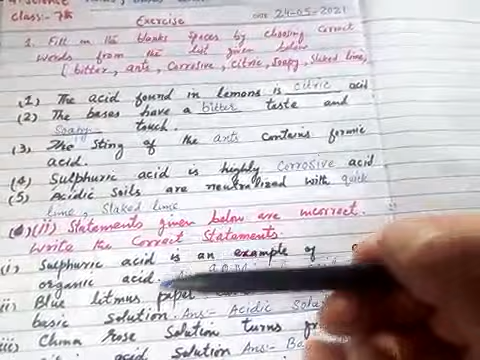 Science
class:- 7th
Exercise
DATE 24-05-2021
1. Fill in the blanks spaces by choosing correct
words from the list given below
[bitter, ants, Corrosive, citric, soapy, slaked lime]
(1) The acid found in lemons is citric acid
(2) The bases have a bitter taste and
Soapy touch.
(3) The sting of the ants contains formic
acid.
(4) Sulphuric acid is highly Corrosive acid
(5) Acidic soils are neutralized with quick
lime, Slaked lime
(ii) Statements given below are incorrect.
Write the Correct Statements.
(i) Sulphuric acid is an example of
organic acid.
ii) Blue litmus paper
basic Solution. Ans:- Acidic Solu
iii) China rose Solution turns
acid Solution Ans:- Ba